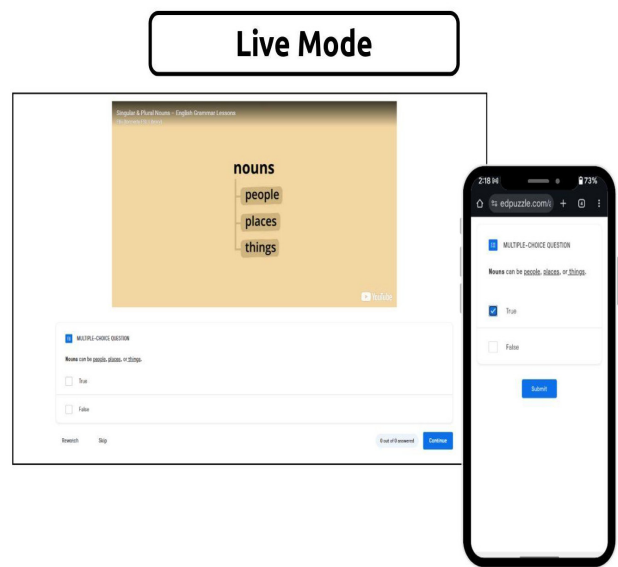 Live Mode
Singular & Plural Nouns – English Grammar Lessons
nouns
people
places
things
YouTube
MULTIPLE-CHOICE QUESTION
Nouns can be people, places, or things.
True
False
Rewatch
Skip
0 out of 0 answered
Continue
2:18
73%
edpuzzle.com/a
MULTIPLE-CHOICE QUESTION
Nouns can be people, places, or things.
True
False
Submit